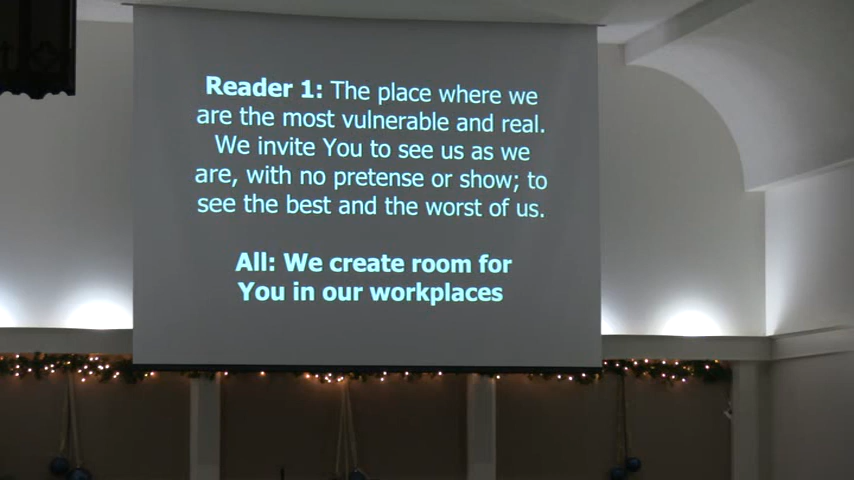 Reader 1: The place where we
are the most vulnerable and real.
We invite You to see us as we
are, with no pretense or show; to
see the best and the worst of us.
All: We create room for
You in our workplaces